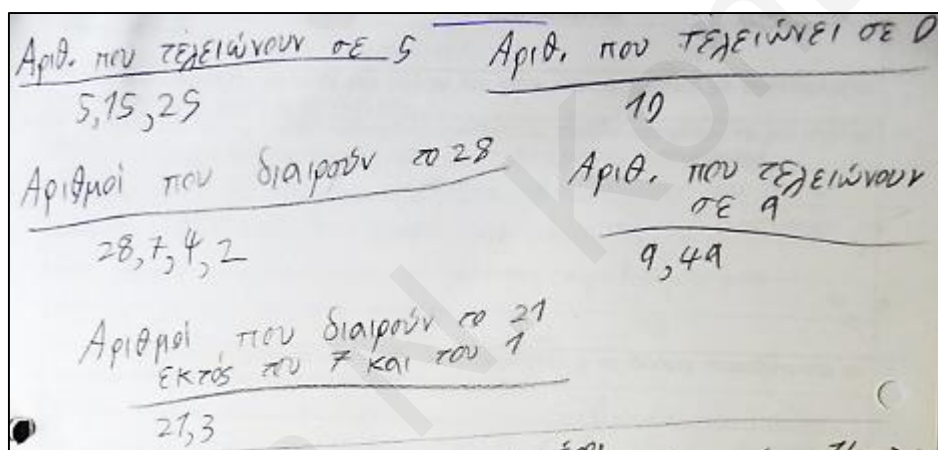 Αριθ. που τελειώνουν σε 5
5, 15, 25
Αριθ. που τελειώνει σε 0
10
Αριθμοί που διαιρούν το 28
28, 7, 4, 2
Αριθ. που τελειώνουν
σε 9
9, 49
Αριθμοί που διαιρούν το 21
εκτός του 7 και του 1
21, 3